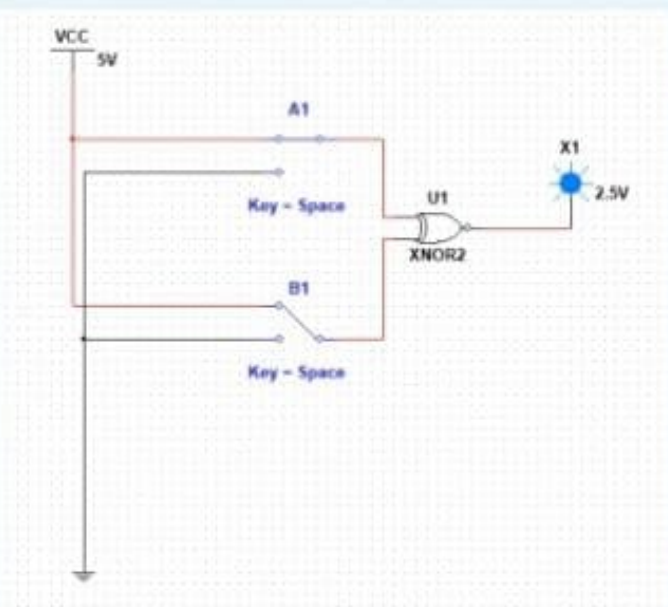 VCC
5V
A1
Key = Space
X1
2.5V
U1
XNOR2
B1
Key = Space